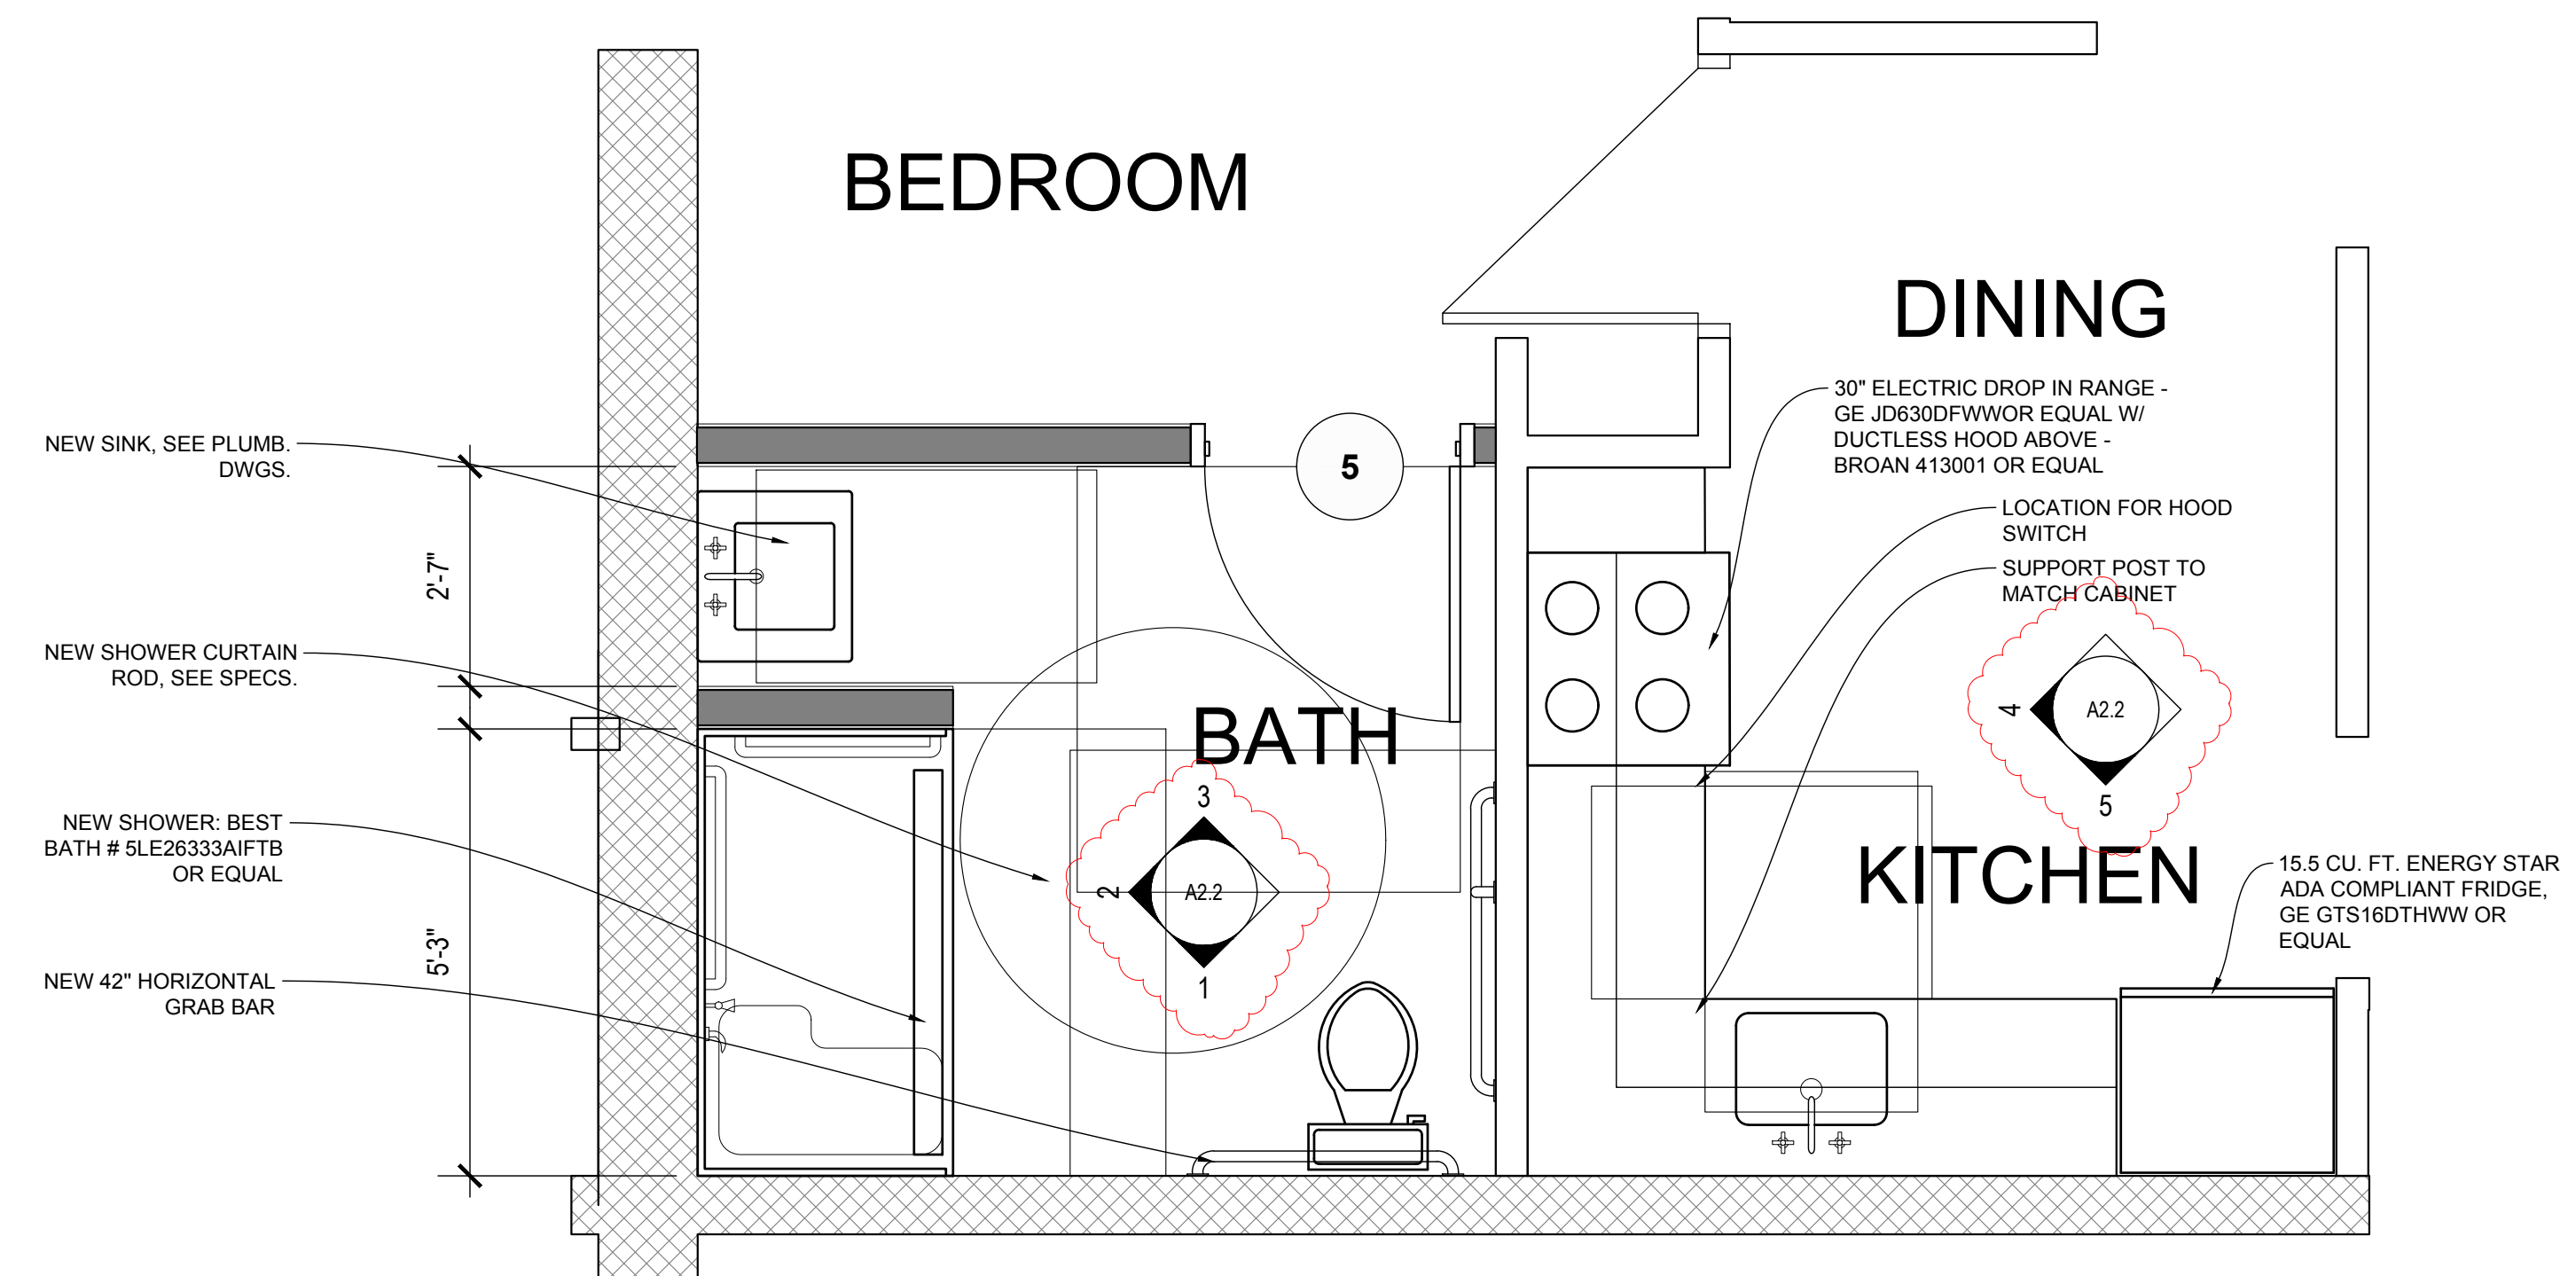 BEDROOM
DINING
30" ELECTRIC DROP IN RANGE -
GE JD630DFWWOR EQUAL W/
DUCTLESS HOOD ABOVE -
BROAN 413001 OR EQUAL
NEW SINK, SEE PLUMB.
DWGS.
5
LOCATION FOR HOOD
SWITCH
SUPPORT POST TO
MATCH CABINET
2'-7"
NEW SHOWER CURTAIN
ROD, SEE SPECS.
BATH
4
A2.2
5
3
2
A2.2
1
NEW SHOWER: BEST
BATH # 5LE26333AIFTB
OR EQUAL
KITCHEN
15.5 CU. FT. ENERGY STAR
ADA COMPLIANT FRIDGE,
GE GTS16DTHWW OR
EQUAL
5'-3"
NEW 42" HORIZONTAL
GRAB BAR